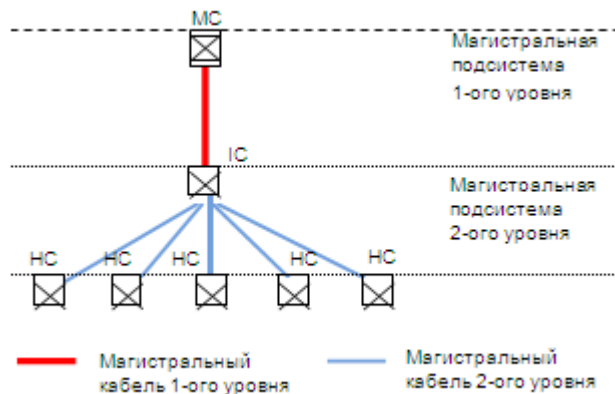 МС
Магистральная
подсистема
1-ого уровня
IC
Магистральная
подсистема
2-ого уровня
НС
НС
НС
НС
НС
Магистральный
кабель 1-ого уровня
Магистральный
кабель 2-ого уровня